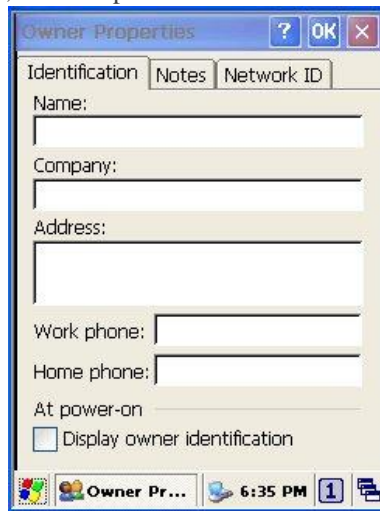 Owner Properties ? OK X
Identification Notes Network ID
Name:
Company:
Address:
Work phone:
Home phone:
At power-on
Display owner identification
Owner Pr... 6:35 PM 1